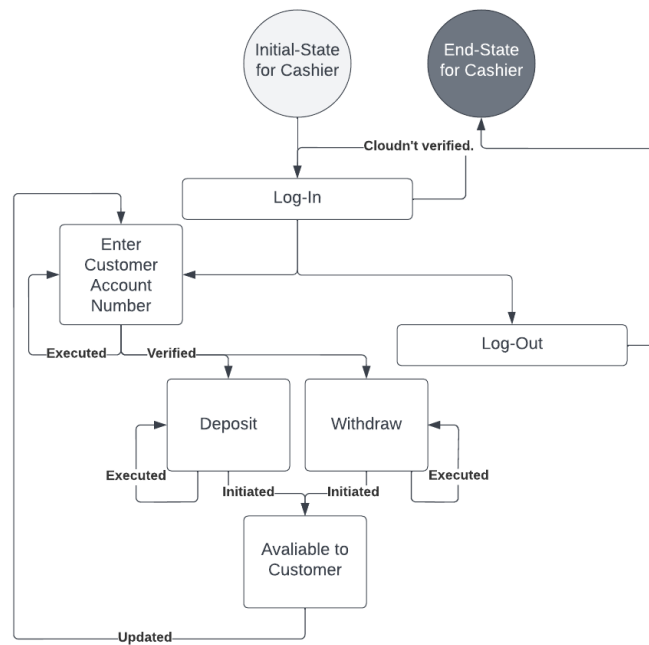 Initial-State
for Cashier
End-State
for Cashier
Cloudn't verified.
Log-In
Enter
Customer
Account
Number
Log-Out
Executed
Verified
Deposit
Withdraw
Executed
Executed
Initiated
Initiated
Avaliable to
Customer
Updated